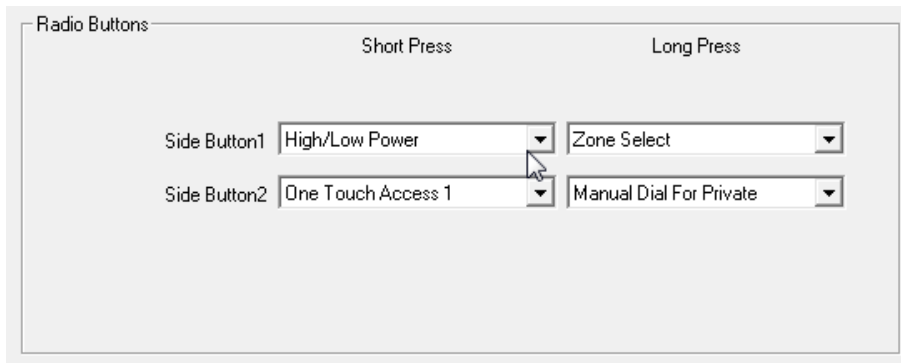 Radio Buttons
Short Press Long Press
Side Button1 High/Low Power Zone Select
Side Button2 One Touch Access 1 Manual Dial For Private